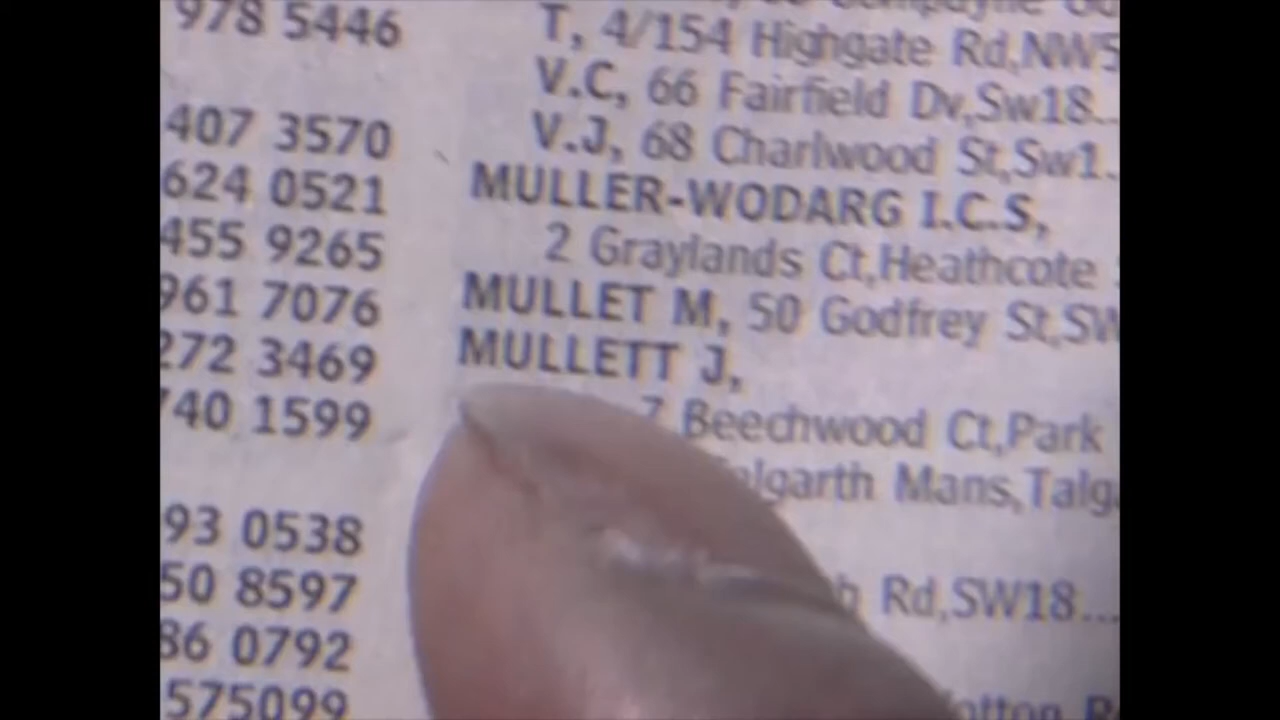 978 5446
407 3570
624 0521
455 9265
961 7076
272 3469
740 1599
93 0538
50 8597
86 0792
575099
T, 4/154 Highgate Rd,NW5
V.C, 66 Fairfield Dv,Sw18..
V.J, 68 Charlwood St,Sw1.
MULLER-WODARG I.C.S,
2 Graylands Ct,Heathcote
MULLET M, 50 Godfrey St,SW
MULLETT J,
7 Beechwood Ct,Park
Mans,Talg
Rd,SW18...